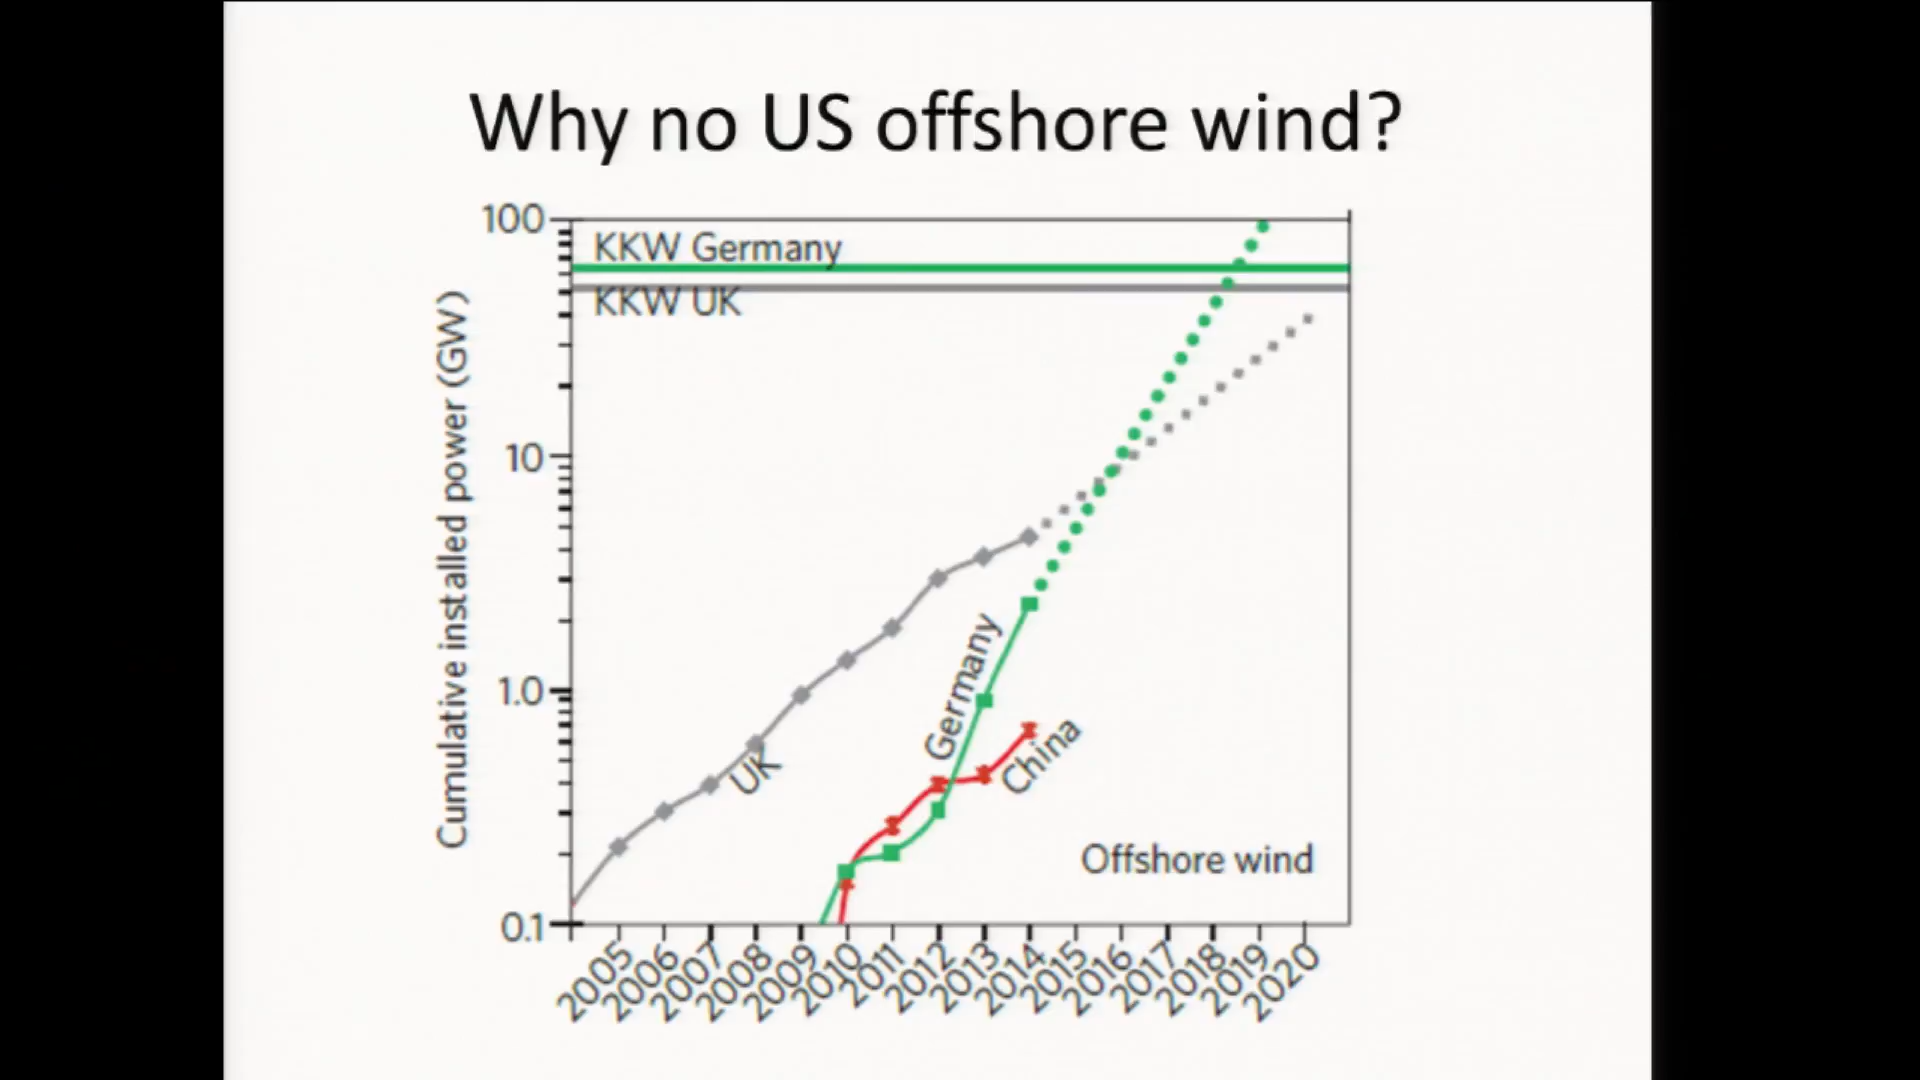 Why no US offshore wind?
100
KKW Germany
KKW UK
Cumulative installed power (GW)
10
1.0
0.1
UK
Germany
China
Offshore wind
2005
2006
2007
2008
2009
2010
2011
2012
2013
2014
2015
2016
2017
2018
2019
2020